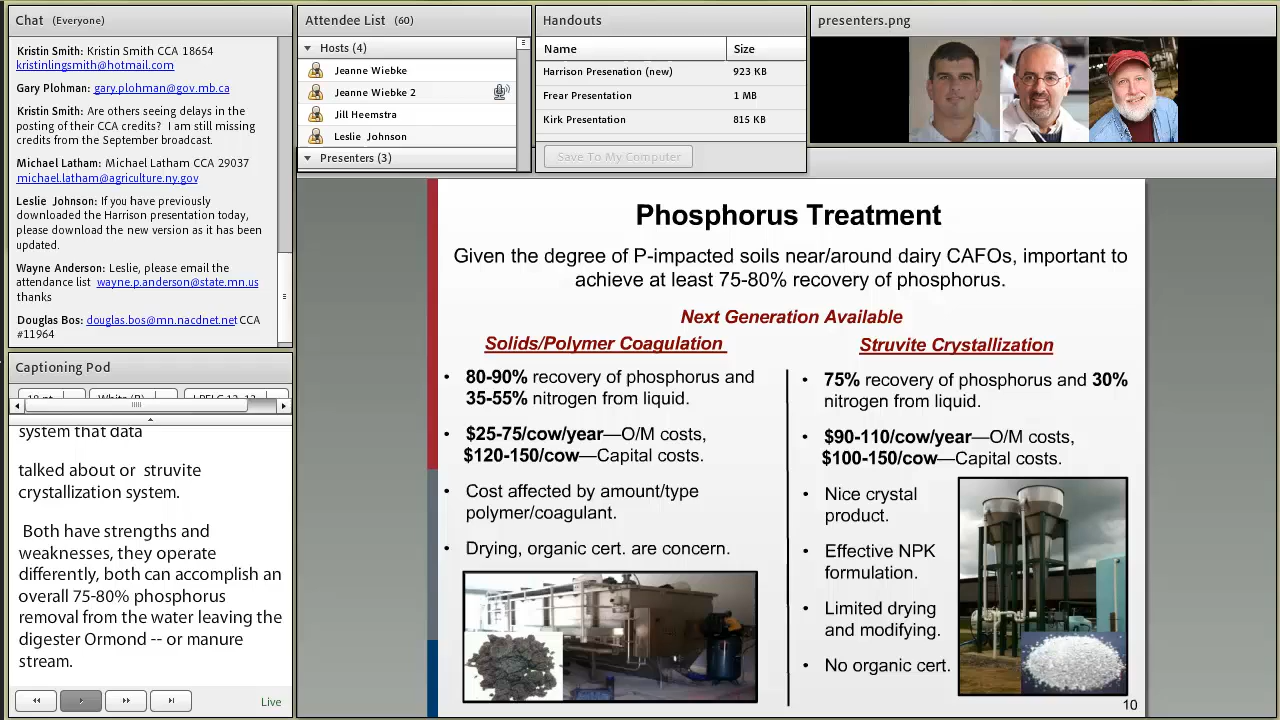 Chat (Everyone)
Kristin Smith: Kristin Smith CCA 18654
kristinlingsmith@hotmail.com
Gary Plohman: gary.plohman@gov.mb.ca
Kristin Smith: Are others seeing delays in the
posting of their CCA credits? I am still missing
credits from the September broadcast.
Michael Latham: Michael Latham CCA 29037
michael.latham@agriculture.ny.gov
Leslie Johnson: If you have previously
downloaded the Harrison presentation today,
please download the new version as it has been
updated.
Wayne Anderson: Leslie, please email the
attendance list wayne.p.anderson@state.mn.us
thanks
Douglas Bos: douglas.bos@mn.nacdnet.net CCA
#11964
Captioning Pod
system that data
talked about or struvite
crystallization system.
Both have strengths and
weaknesses, they operate
differently, both can accomplish an
overall 75-80% phosphorus
removal from the water leaving the
digester Ormond -- or manure
stream.
Live
Attendee List (60)
Hosts (4)
Jeanne Wiebke
Jeanne Wiebke 2
Jill Heemstra
Leslie Johnson
Presenters (3)
Handouts
Name Size
Harrison Presenation (new) 923 KB
Frear Presentation 1 MB
Kirk Presentation 815 KB
Save To My Computer
presenters.png
Phosphorus Treatment
Given the degree of P-impacted soils near/around dairy CAFOs, important to
achieve at least 75-80% recovery of phosphorus.
Next Generation Available
Solids/Polymer Coagulation
• 80-90% recovery of phosphorus and
35-55% nitrogen from liquid.
• $25-75/cow/year—O/M costs,
$120-150/cow—Capital costs.
• Cost affected by amount/type
polymer/coagulant.
• Drying, organic cert. are concern.
Struvite Crystallization
• 75% recovery of phosphorus and 30%
nitrogen from liquid.
• $90-110/cow/year—O/M costs,
$100-150/cow—Capital costs.
• Nice crystal
product.
• Effective NPK
formulation.
• Limited drying
and modifying.
• No organic cert.
10